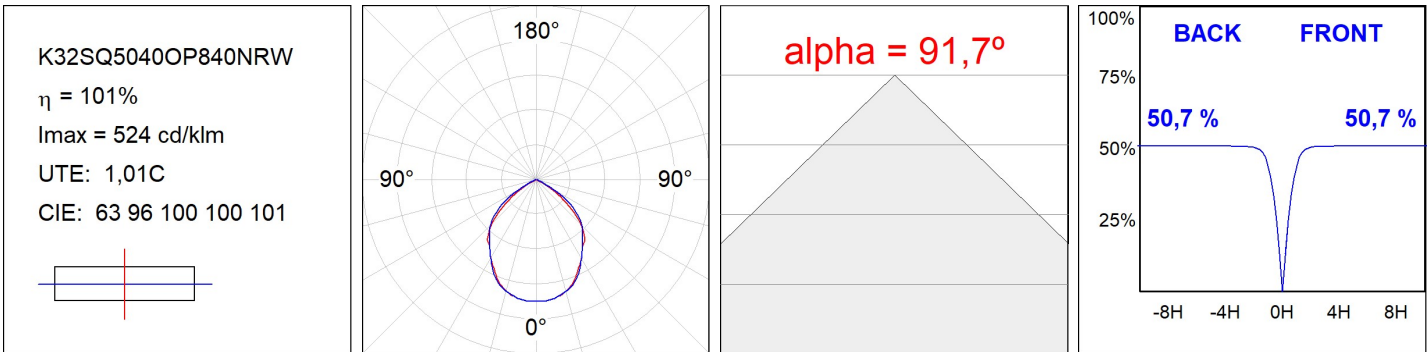 K32SQ5040OP840NRW
η = 101%
Imax = 524 cd/klm
UTE: 1,01C
CIE: 63 96 100 100 101
180°
90° 90°
0°
alpha = 91,7º
100%
BACK FRONT
75%
50,7 % 50,7 %
50%
25%
-8H -4H 0H 4H 8H